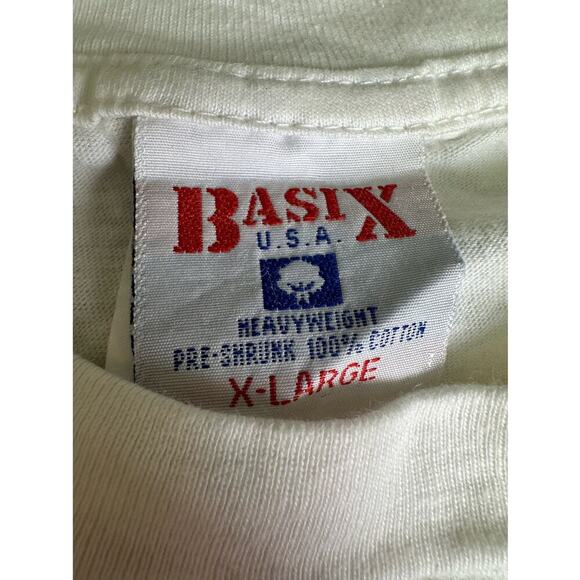 BASIX
U.S.A.
HEAVYWEIGHT
PRE-SHRUNK 100% COTTON
X-LARGE